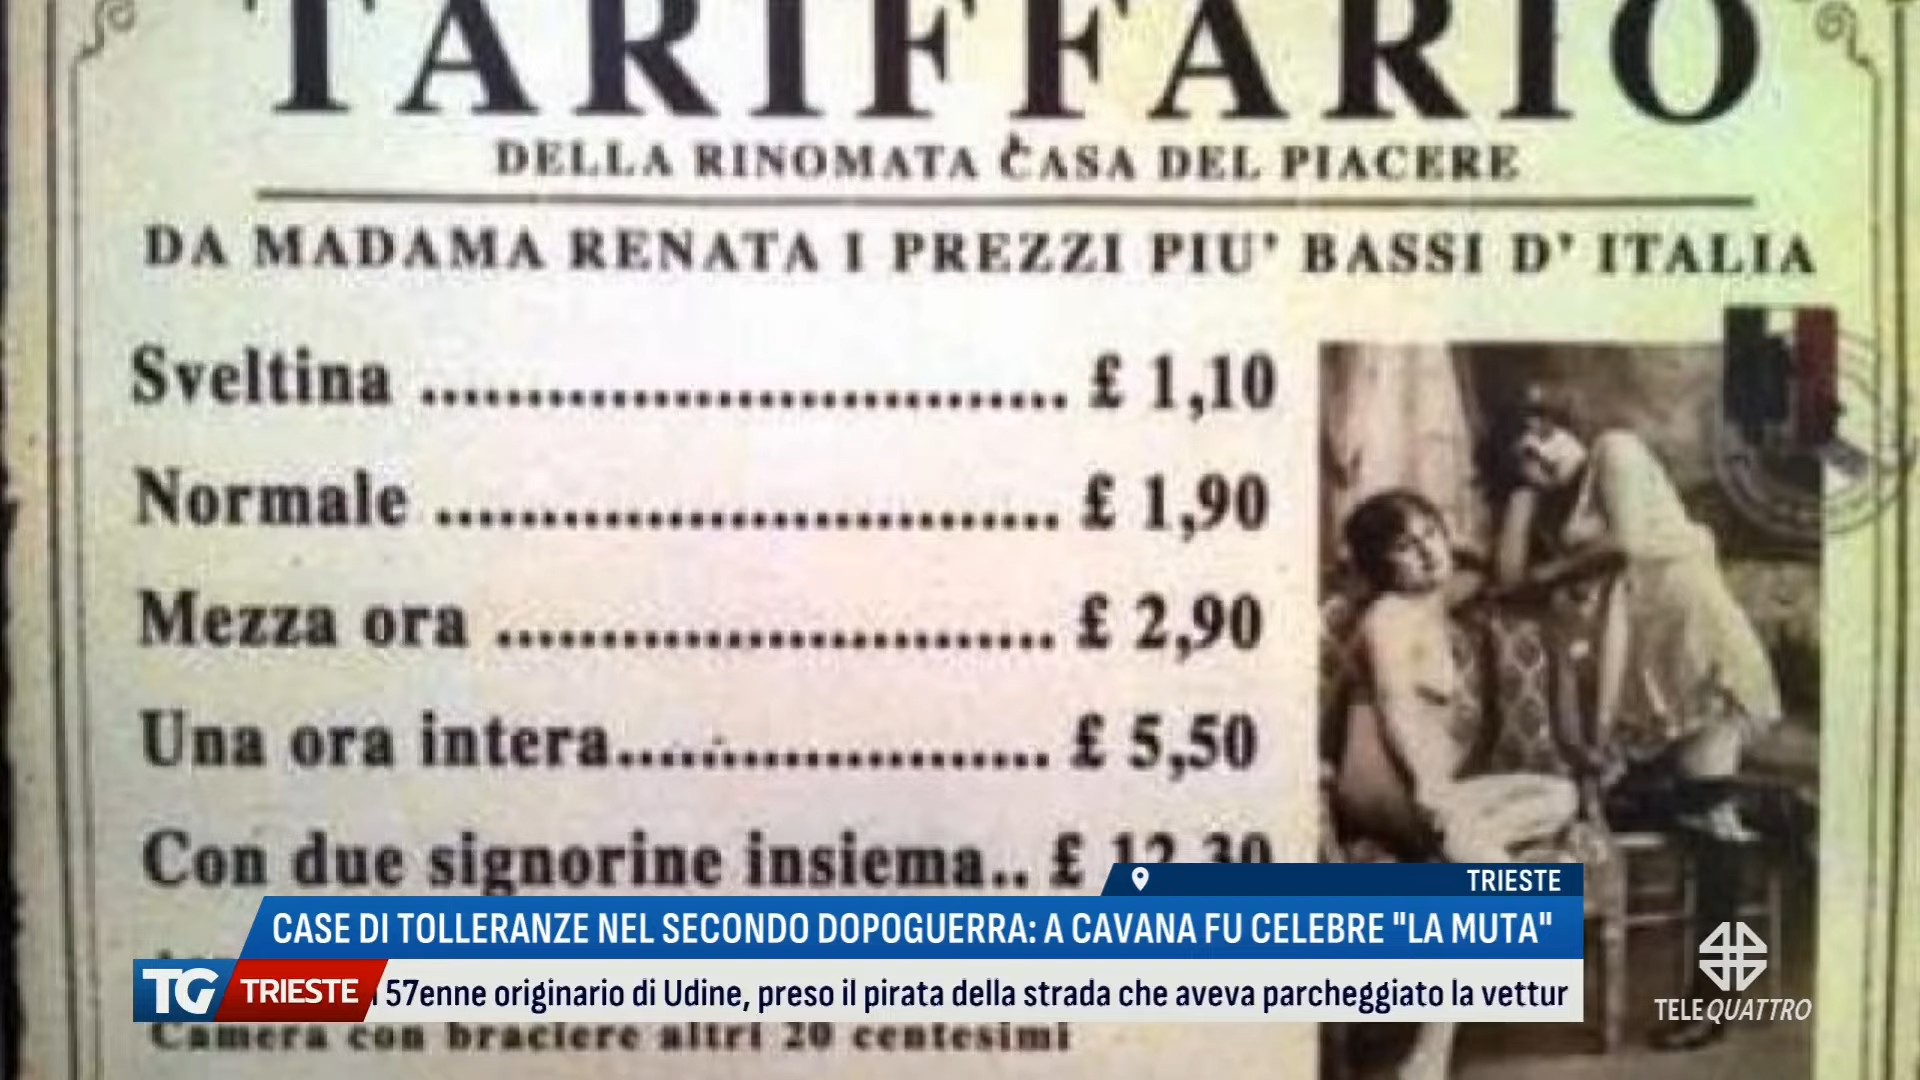 TARIFFARIO
DELLA RINOMATA CASA DEL PIACERE
DA MADAMA RENATA I PREZZI PIU' BASSI D' ITALIA
Sveltina .............................. £ 1,10
Normale ............................. £ 1,90
Mezza ora .......................... £ 2,90
Una ora intera.................... £ 5,50
Con due signorine insiema.. £ 12,30
TRIESTE
CASE DI TOLLERANZE NEL SECONDO DOPOGUERRA: A CAVANA FU CELEBRE "LA MUTA"
TG TRIESTE 57enne originario di Udine, preso il pirata della strada che aveva parcheggiato la vettur
TELEQUATTRO
Camera con braciere altri 20 centesimi